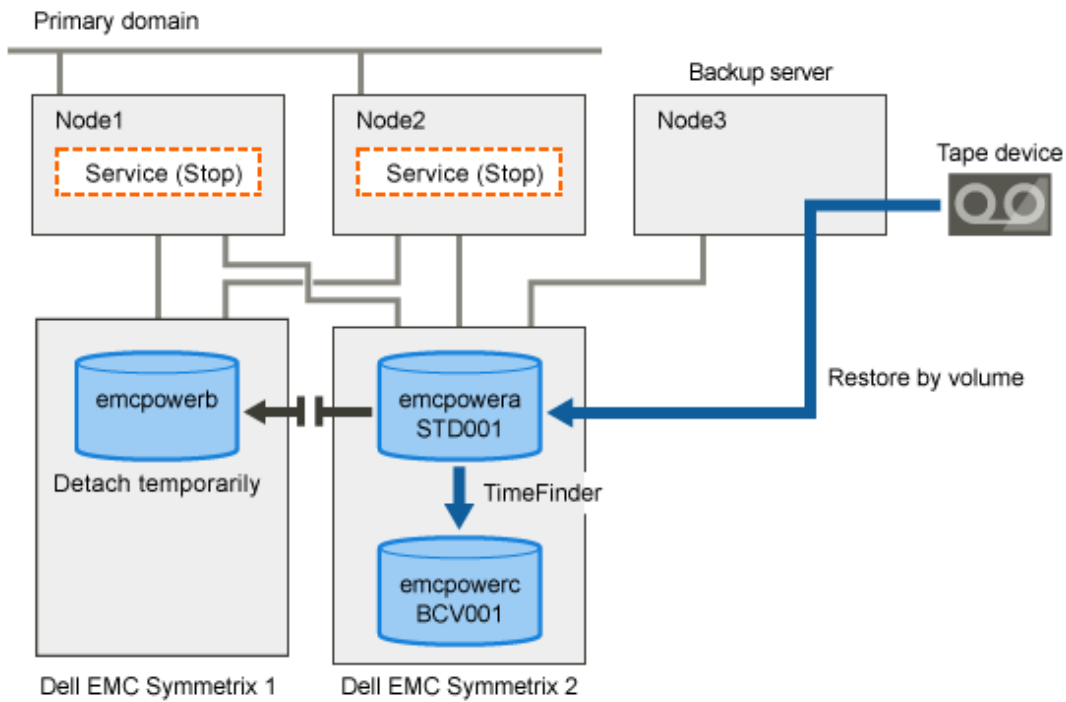 Primary domain
Backup server
Node1
Node2
Node3
Service (Stop)
Service (Stop)
Tape device
emcpowerb
emcpowera
STD001
Restore by volume
Detach temporarily
TimeFinder
emcpowerc
BCV001
Dell EMC Symmetrix 1
Dell EMC Symmetrix 2